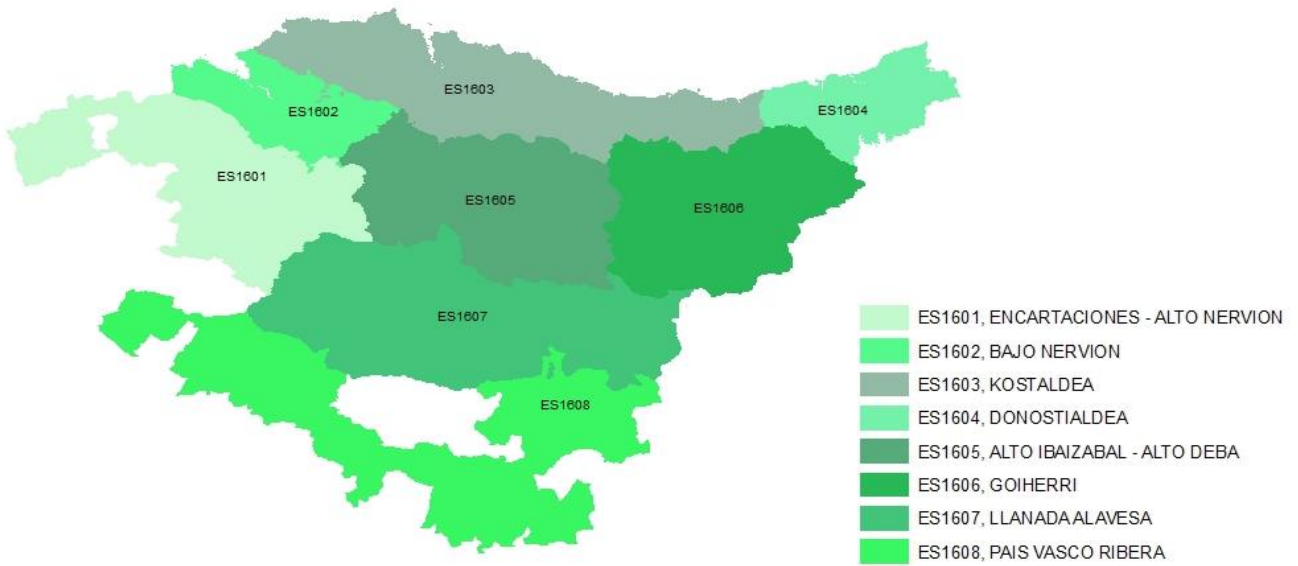 ES1603
ES1602
ES1604
ES1601
ES1605
ES1606
ES1607
ES1608
ES1601, ENCARTACIONES - ALTO NERVION
ES1602, BAJO NERVION
ES1603, KOSTALDEA
ES1604, DONOSTIALDEA
ES1605, ALTO IBAIZABAL - ALTO DEBA
ES1606, GOIHERRI
ES1607, LLANADA ALAVESA
ES1608, PAIS VASCO RIBERA